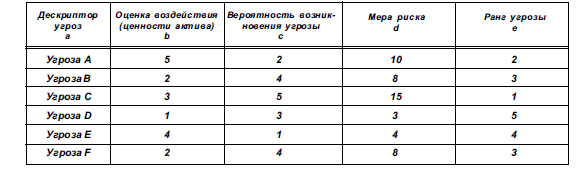 Дескриптор угроз a | Оценка воздействия (ценности актива) b | Вероятность возник-новения угрозы c | Мера риска d | Ранг угрозы e
Угроза A | 5 | 2 | 10 | 2
Угроза B | 2 | 4 | 8 | 3
Угроза C | 3 | 5 | 15 | 1
Угроза D | 1 | 3 | 3 | 5
Угроза E | 4 | 1 | 4 | 4
Угроза F | 2 | 4 | 8 | 3